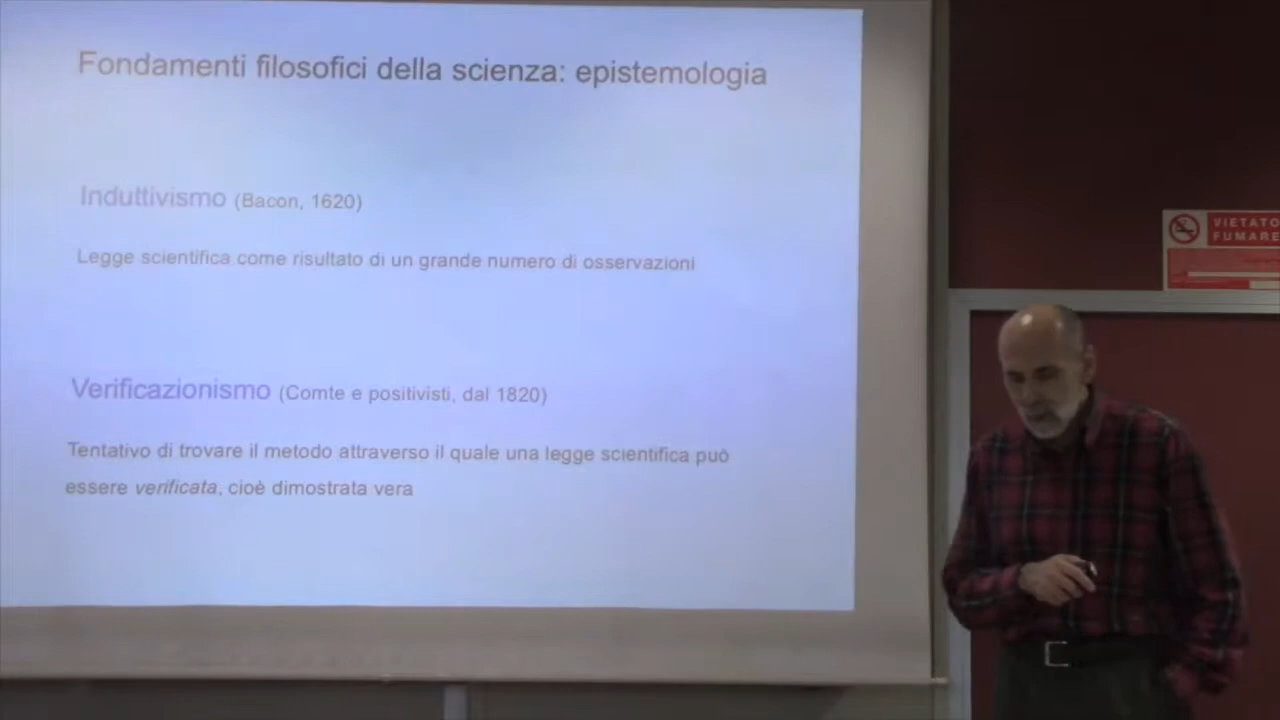 Fondamenti filosofici della scienza: epistemologia
Induttivismo (Bacon, 1620)
Legge scientifica come risultato di un grande numero di osservazioni
Verificazionismo (Comte e positivisti, dal 1820)
Tentativo di trovare il metodo attraverso il quale una legge scientifica può
essere verificata, cioè dimostrata vera
VIETATO
FUMARE